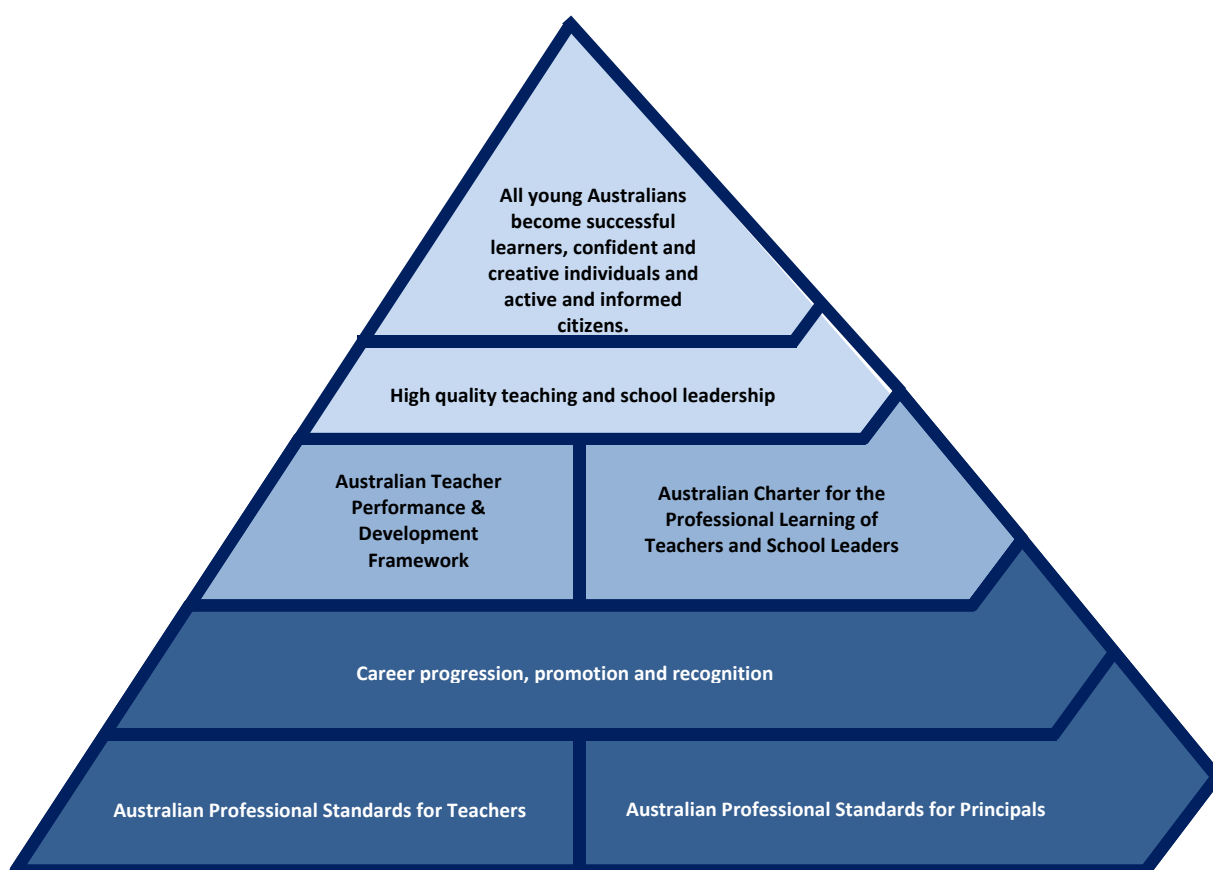 All young Australians
become successful
learners, confident and
creative individuals and
active and informed
citizens.
High quality teaching and school leadership
Australian Teacher
Performance &
Development
Framework
Australian Charter for the
Professional Learning of
Teachers and School Leaders
Career progression, promotion and recognition
Australian Professional Standards for Teachers
Australian Professional Standards for Principals